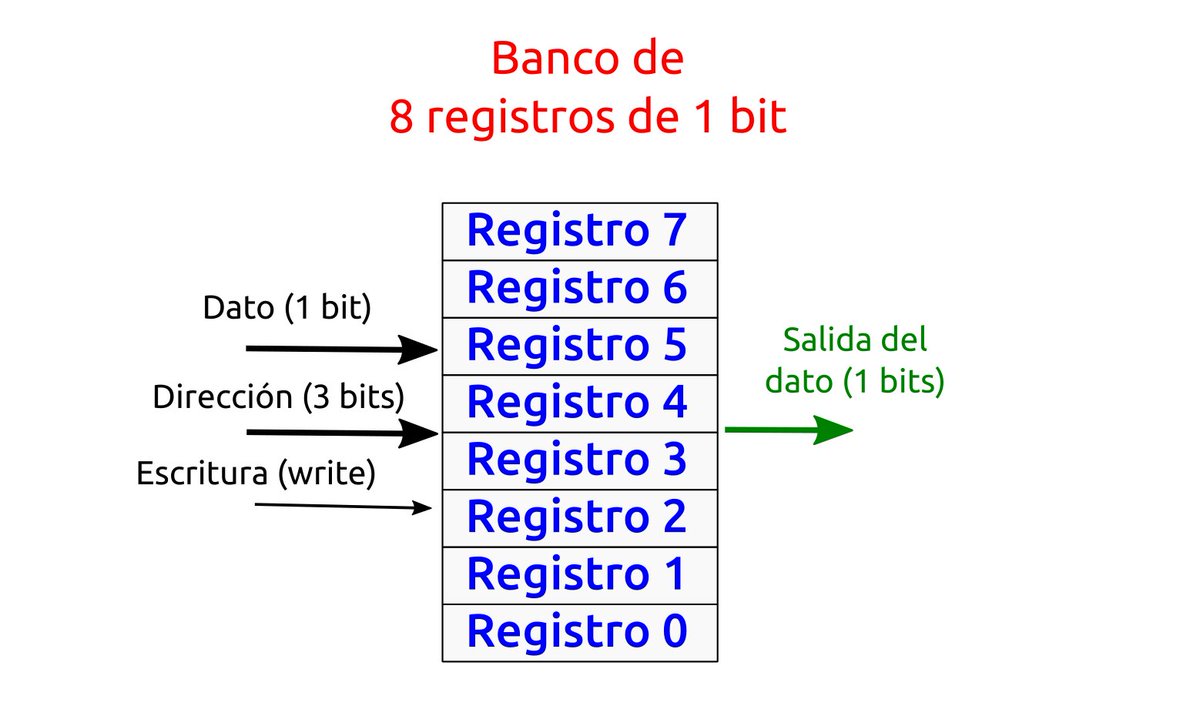 Banco de
8 registros de 1 bit
Registro 7
Registro 6
Dato (1 bit)
Registro 5
Salida del
dato (1 bits)
Dirección (3 bits)
Registro 4
Registro 3
Escritura (write)
Registro 2
Registro 1
Registro 0